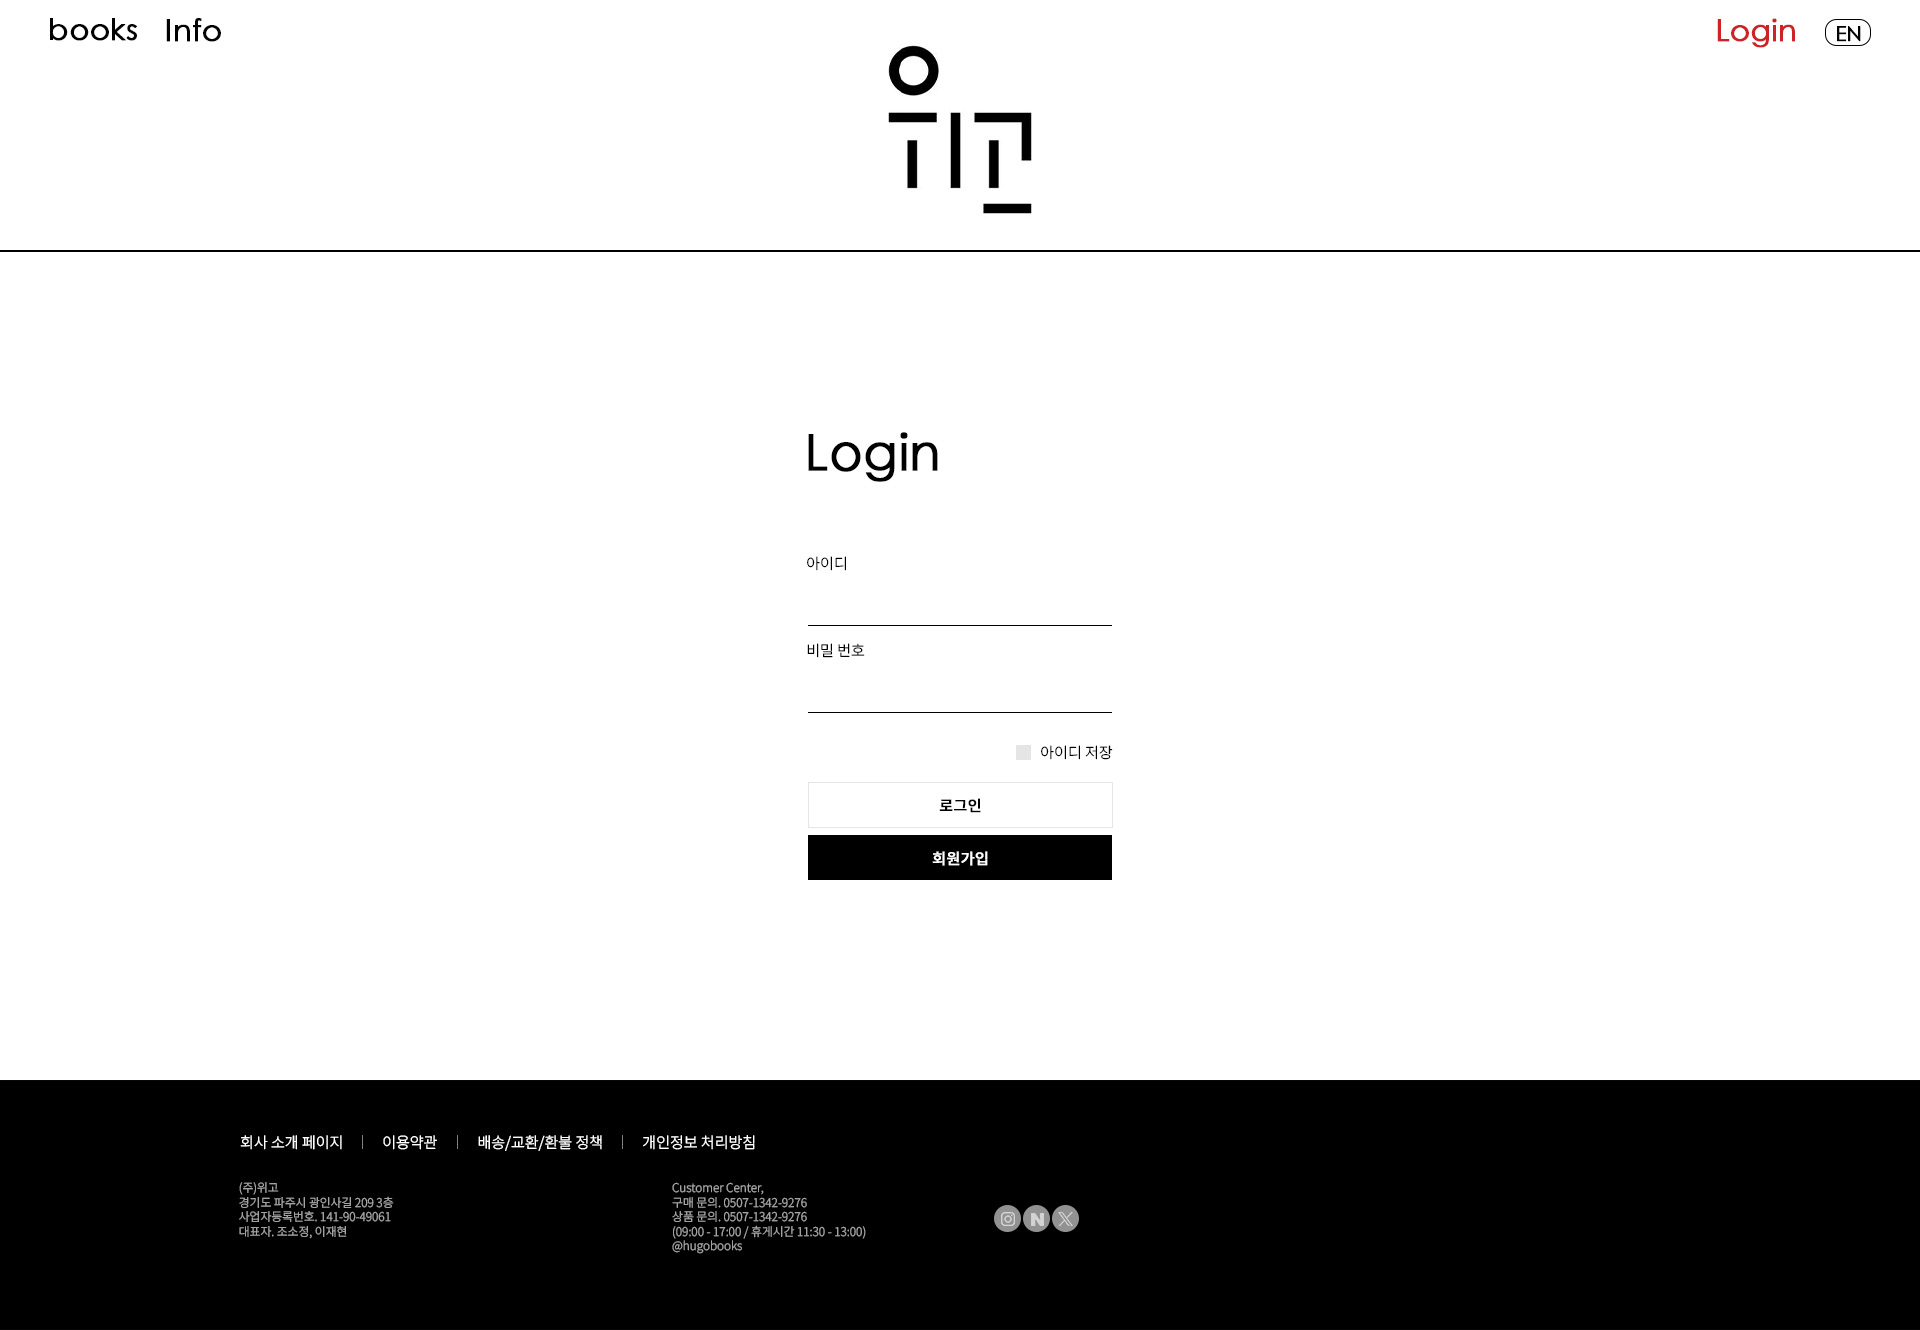 books Info
Login EN
위고
Login
아이디
비밀 번호
아이디 저장
로그인
회원가입
회사 소개 페이지 | 이용약관 | 배송/교환/환불 정책 | 개인정보 처리방침
(주)위고
경기도 파주시 광인사길 209 3층
사업자등록번호. 141-90-49061
대표자. 조소정, 이재현
Customer Center,
구매 문의. 0507-1342-9276
상품 문의. 0507-1342-9276
(09:00 - 17:00 / 휴게시간 11:30 - 13:00)
@hugobooks
N X